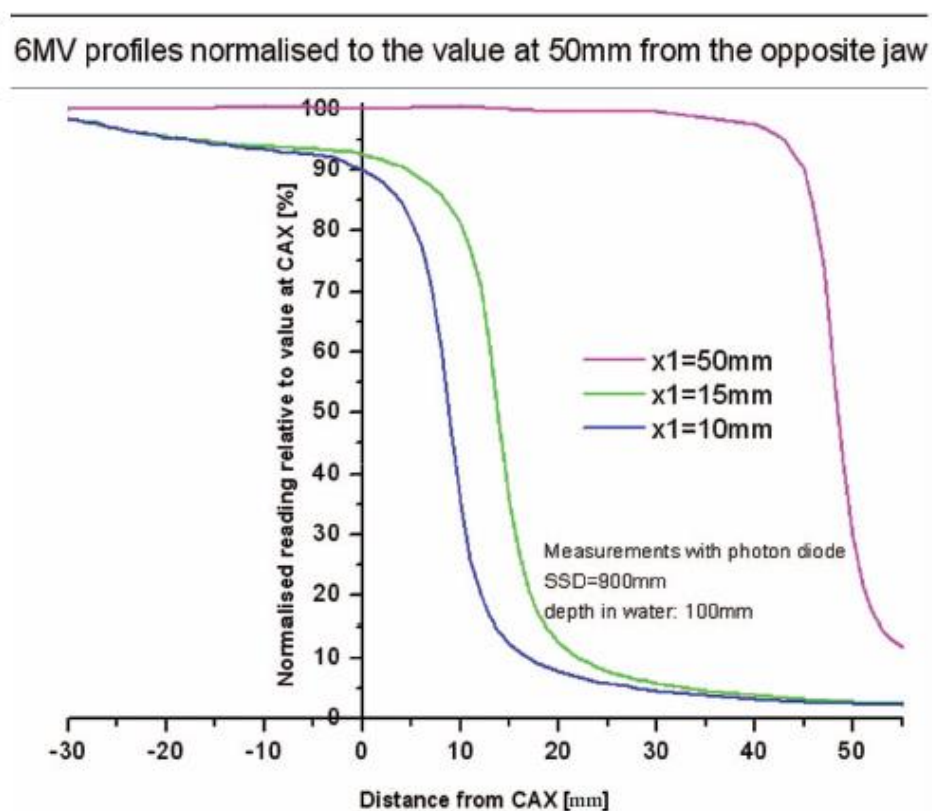 6MV profiles normalised to the value at 50mm from the opposite jaw
Normalised reading relative to value at CAX [%]
100
90
80
70
60
50
40
30
20
10
0
x1=50mm
x1=15mm
x1=10mm
Measurements with photon diode
SSD=900mm
depth in water: 100mm
-30 -20 -10 0 10 20 30 40 50
Distance from CAX [mm]